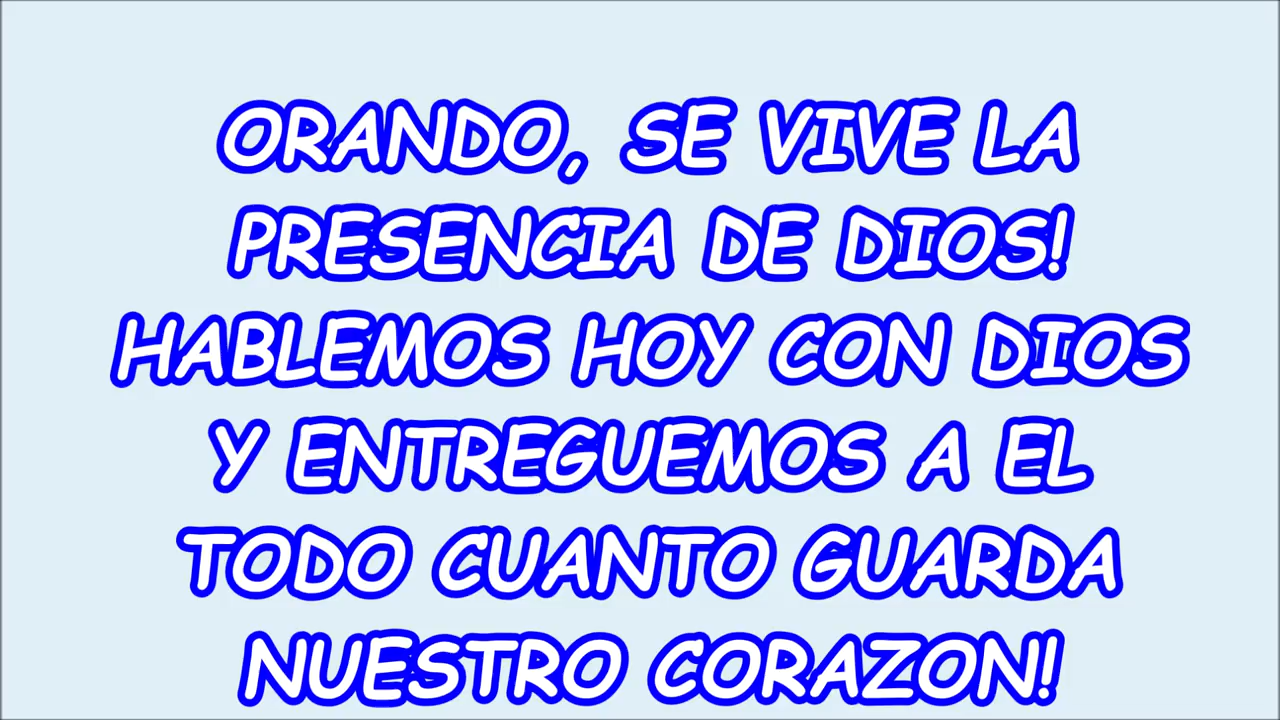 ORANDO, SE VIVE LA
PRESENCIA DE DIOS!
HABLEMOS HOY CON DIOS
Y ENTREGUEMOS A EL
TODO CUANTO GUARDA
NUESTRO CORAZON!